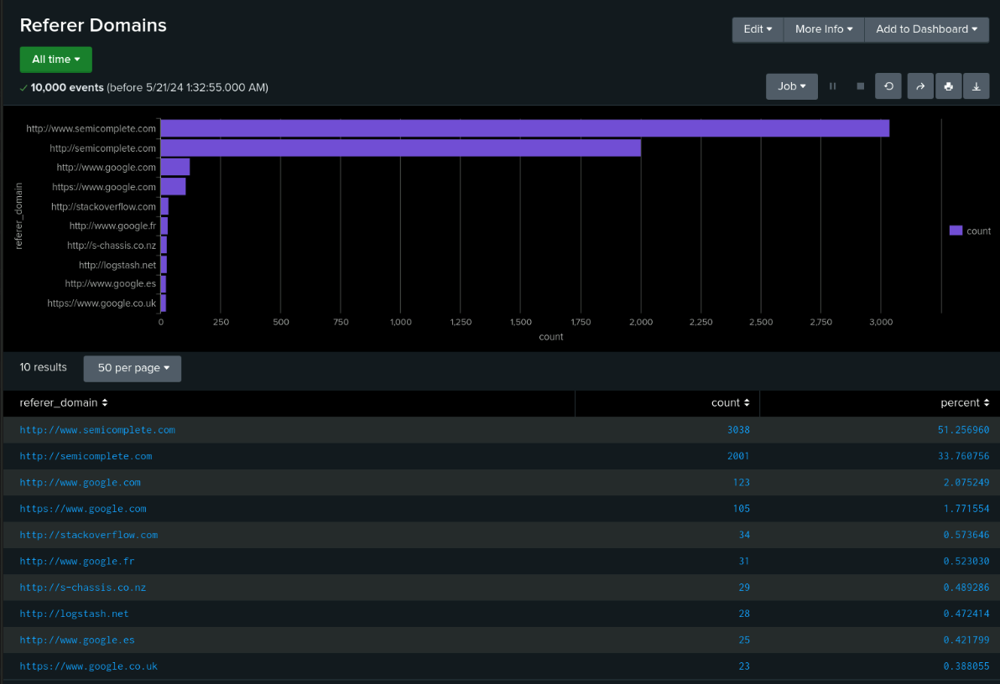 Referer Domains
Edit More Info Add to Dashboard
All time
10,000 events (before 5/21/24 1:32:55.000 AM)
Job
http://www.semicomplete.com
http://semicomplete.com
http://www.google.com
https://www.google.com
http://stackoverflow.com
http://www.google.fr
http://s-chassis.co.nz
http://logstash.net
http://www.google.es
https://www.google.co.uk
referer_domain
count
0 250 500 750 1,000 1,250 1,500 1,750 2,000 2,250 2,500 2,750 3,000
count
10 results 50 per page
referer_domain count percent
http://www.semicomplete.com 3038 51.256960
http://semicomplete.com 2001 33.760756
http://www.google.com 123 2.075249
https://www.google.com 105 1.771554
http://stackoverflow.com 34 0.573646
http://www.google.fr 31 0.523030
http://s-chassis.co.nz 29 0.489286
http://logstash.net 28 0.472414
http://www.google.es 25 0.421799
https://www.google.co.uk 23 0.388055